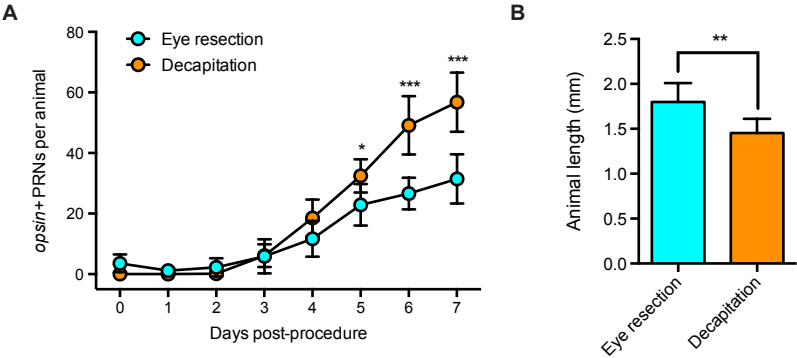 A
B
80
60
40
20
0
opsin+ PRNs per animal
Eye resection
Decapitation
*
***
***
0 1 2 3 4 5 6 7
Days post-procedure
**
2.5
2.0
1.5
1.0
0.5
0.0
Animal length (mm)
Eye resection
Decapitation